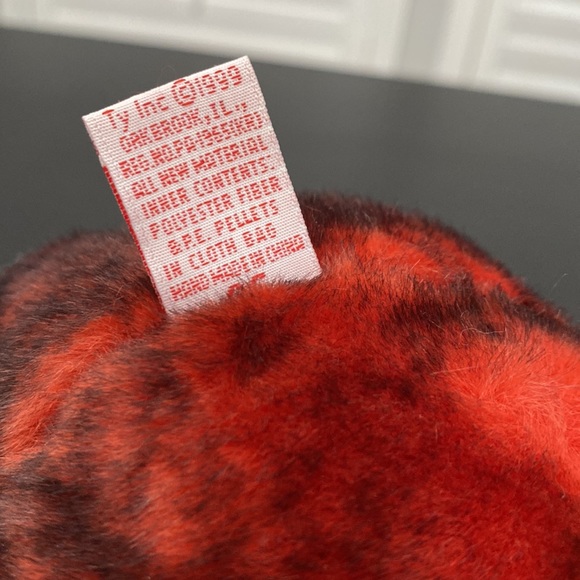 Ty Inc ©1999
OAKBROOK, IL.,
REG NO PA-1965(KR)
ALL NEW MATERIAL
INNER CONTENTS:
POLYESTER FIBER
& P.E. PELLETS
IN CLOTH BAG
HAND MADE IN CHINA